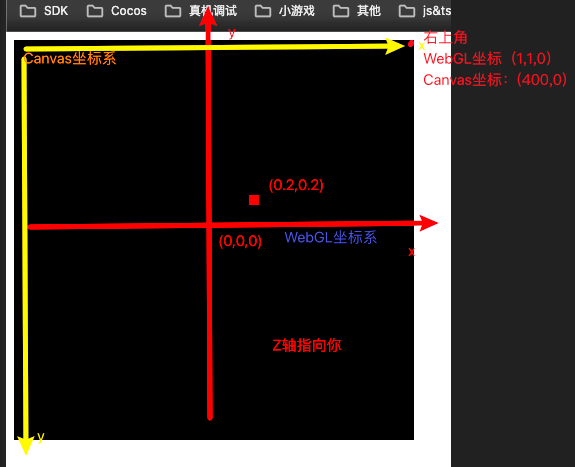 SDK
Cocos
真机调试
小游戏
其他
js&ts
y
x
右上角
WebGL坐标（1,1,0)
Canvas坐标：(400,0)
Canvas坐标系
(0.2,0.2)
(0,0,0)
WebGL坐标系
x
Z轴指向你
y